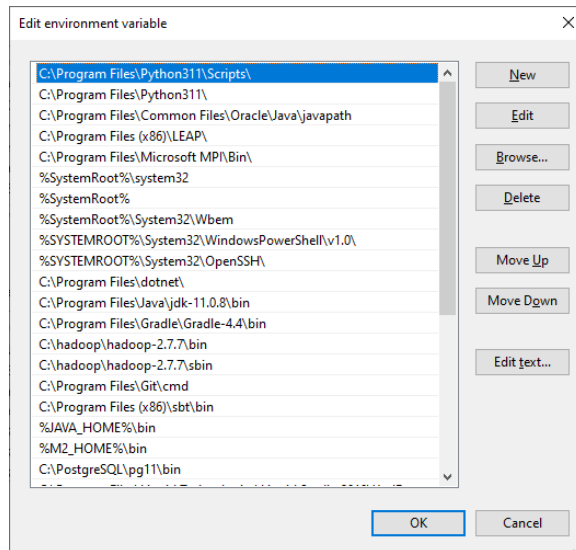 Edit environment variable
C:\Program Files\Python311\Scripts\
C:\Program Files\Python311\
C:\Program Files\Common Files\Oracle\Java\javapath
C:\Program Files (x86)\LEAP\
C:\Program Files\Microsoft MPI\Bin\
%SystemRoot%\system32
%SystemRoot%
%SystemRoot%\System32\Wbem
%SYSTEMROOT%\System32\WindowsPowerShell\v1.0\
%SYSTEMROOT%\System32\OpenSSH\
C:\Program Files\dotnet\
C:\Program Files\Java\jdk-11.0.8\bin
C:\Program Files\Gradle\Gradle-4.4\bin
C:\hadoop\hadoop-2.7.7\bin
C:\hadoop\hadoop-2.7.7\sbin
C:\Program Files\Git\cmd
C:\Program Files (x86)\sbt\bin
%JAVA_HOME%\bin
%M2_HOME%\bin
C:\PostgreSQL\pg11\bin
New
Edit
Browse...
Delete
Move Up
Move Down
Edit text...
OK
Cancel